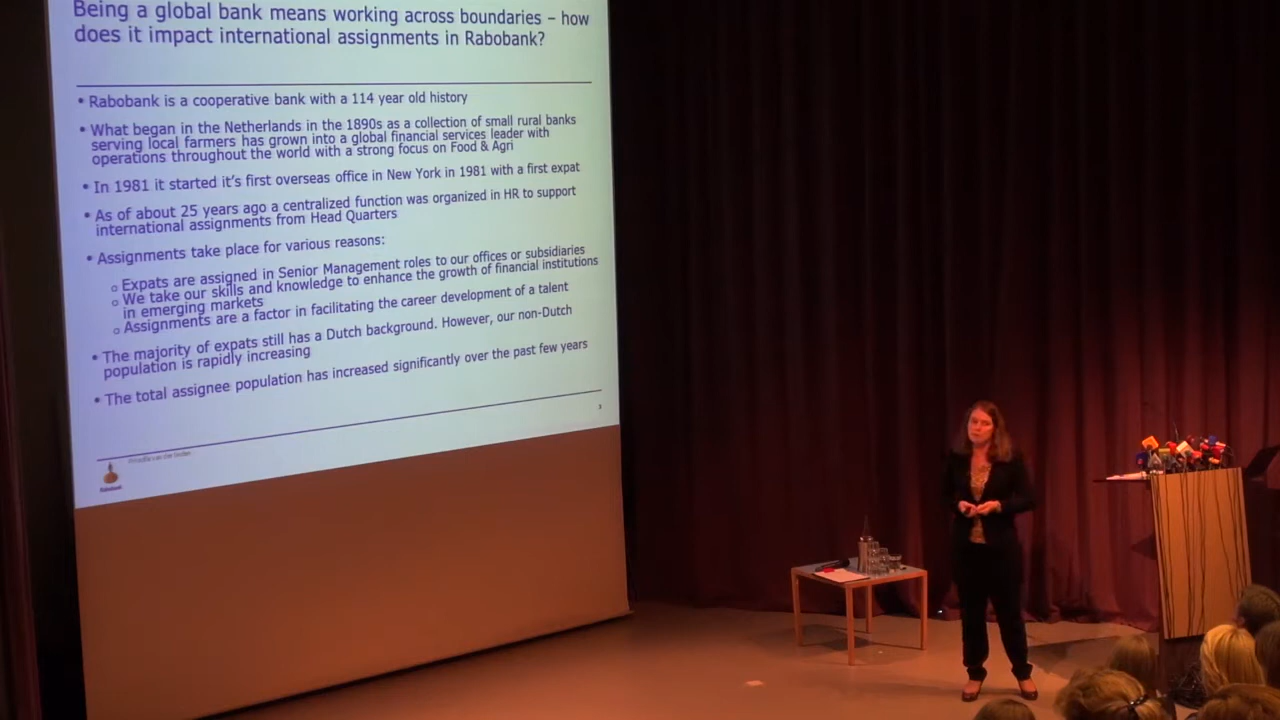 Being a global bank means working across boundaries – how
does it impact international assignments in Rabobank?
• Rabobank is a cooperative bank with a 114 year old history
• What began in the Netherlands in the 1890s as a collection of small rural banks
serving local farmers has grown into a global financial services leader with
operations throughout the world with a strong focus on Food & Agri
• In 1981 it started it's first overseas office in New York in 1981 with a first expat
• As of about 25 years ago a centralized function was organized in HR to support
international assignments from Head Quarters
• Assignments take place for various reasons:
o Expats are assigned in Senior Management roles to our offices or subsidiaries
o We take our skills and knowledge to enhance the growth of financial institutions
in emerging markets
o Assignments are a factor in facilitating the career development of a talent
• The majority of expats still has a Dutch background. However, our non-Dutch
population is rapidly increasing
• The total assignee population has increased significantly over the past few years
3
Rabobank